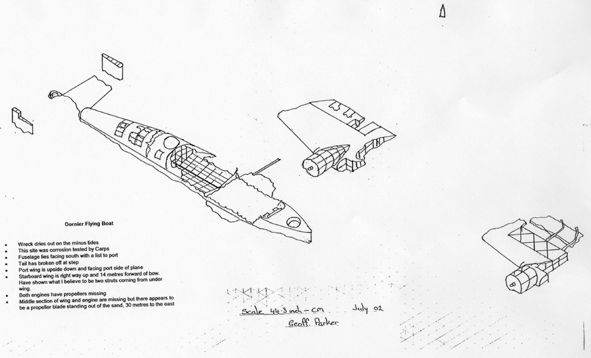 Dornier Flying Boat
• Wreck dries out on the minus tides
• This site was corrosion tested by Carps
• Fuselage lies facing south with a list to port
• Tail has broken off at step
• Port wing is upside down and facing port side of plane
• Starboard wing is right way up and 14 metres forward of bow.
Have shown what I believe to be two struts coming from under
wing.
• Both engines have propellers missing
• Middle section of wing and engine are missing but there appears to
be a propeller blade standing out of the sand, 30 metres to the east
Scale 44·3 inch - CM July 02
Geoff. Parker